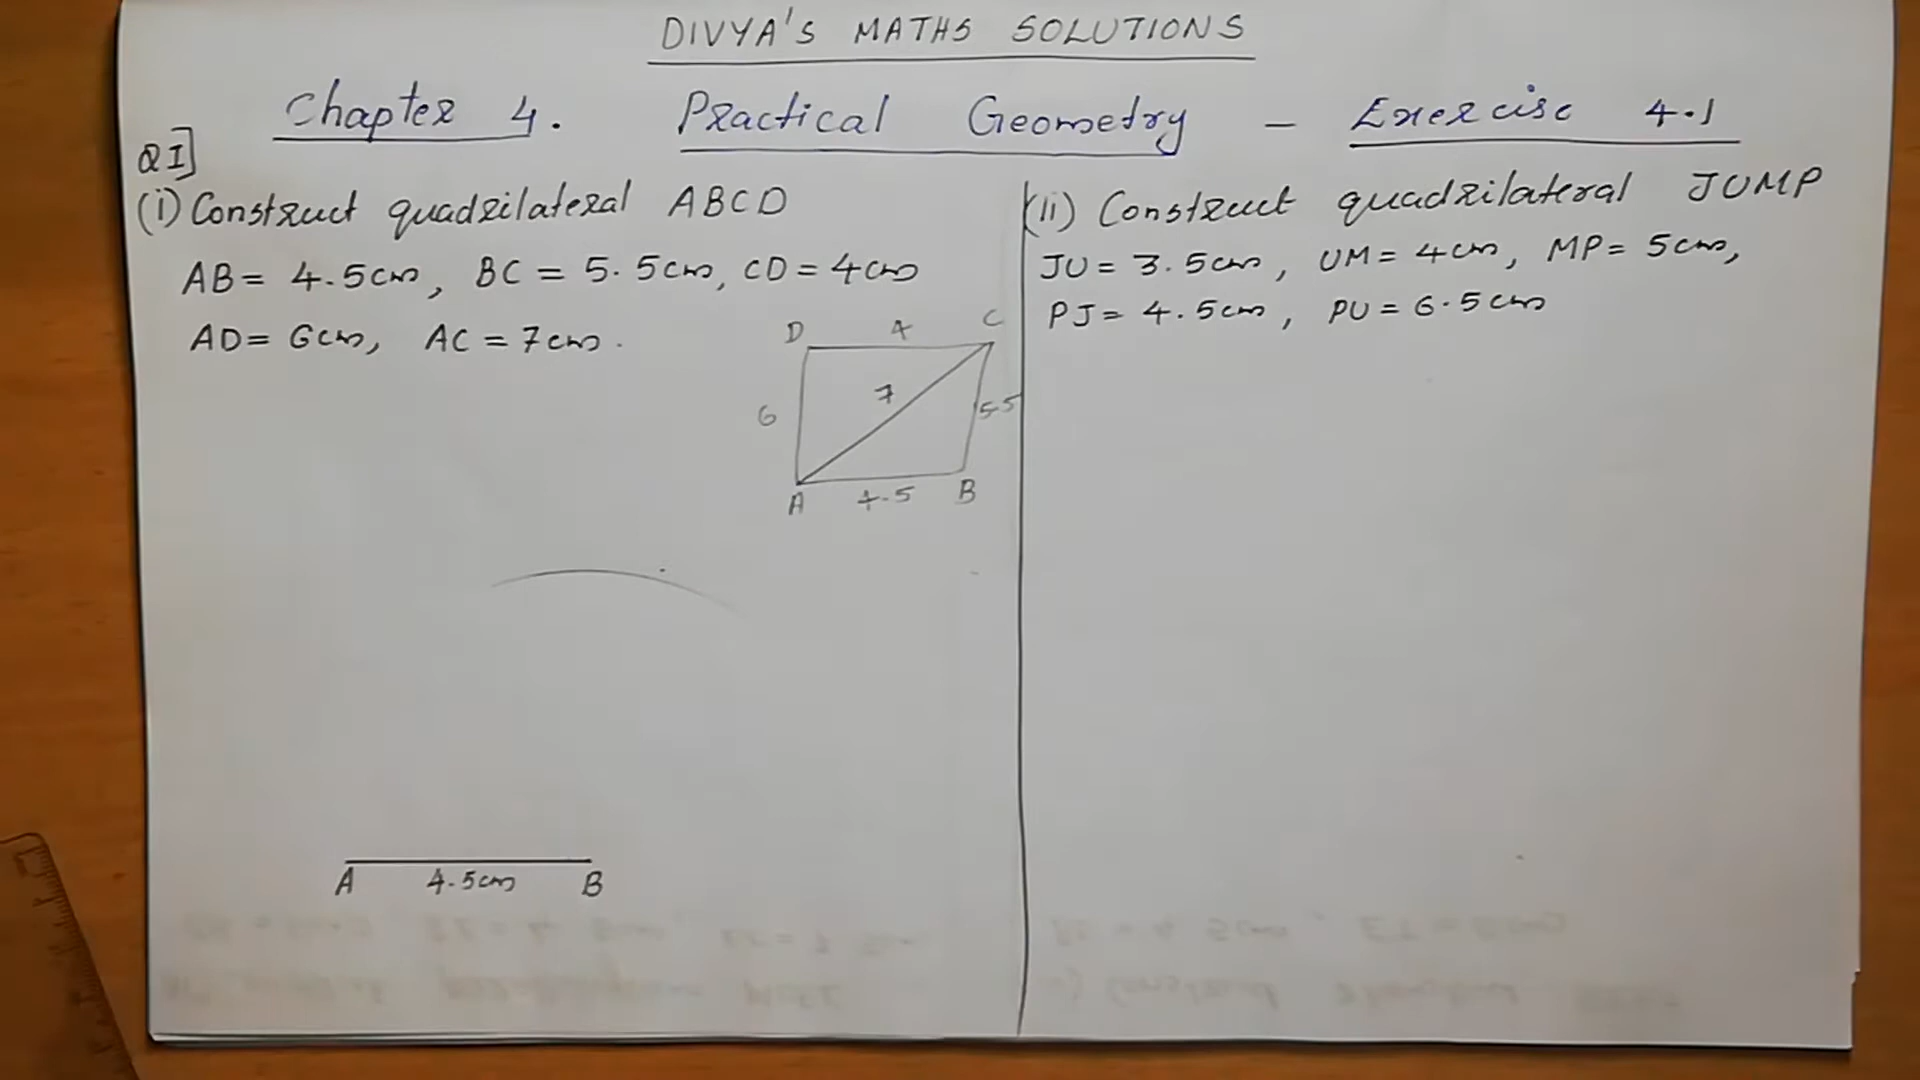 DIVYA'S MATHS SOLUTIONS
Chapter 4. Practical Geometry - Exercise 4.1
Q I]
(i) Construct quadrilateral ABCD
AB = 4.5cm, BC = 5.5cm, CD = 4cm
AD = 6cm, AC = 7cm.
D 4 C
7
6 5.5
A 4.5 B
A 4.5cm B
(ii) Construct quadrilateral JUMP
JU = 3.5cm, UM = 4cm, MP = 5cm,
PJ = 4.5cm, PU = 6.5cm